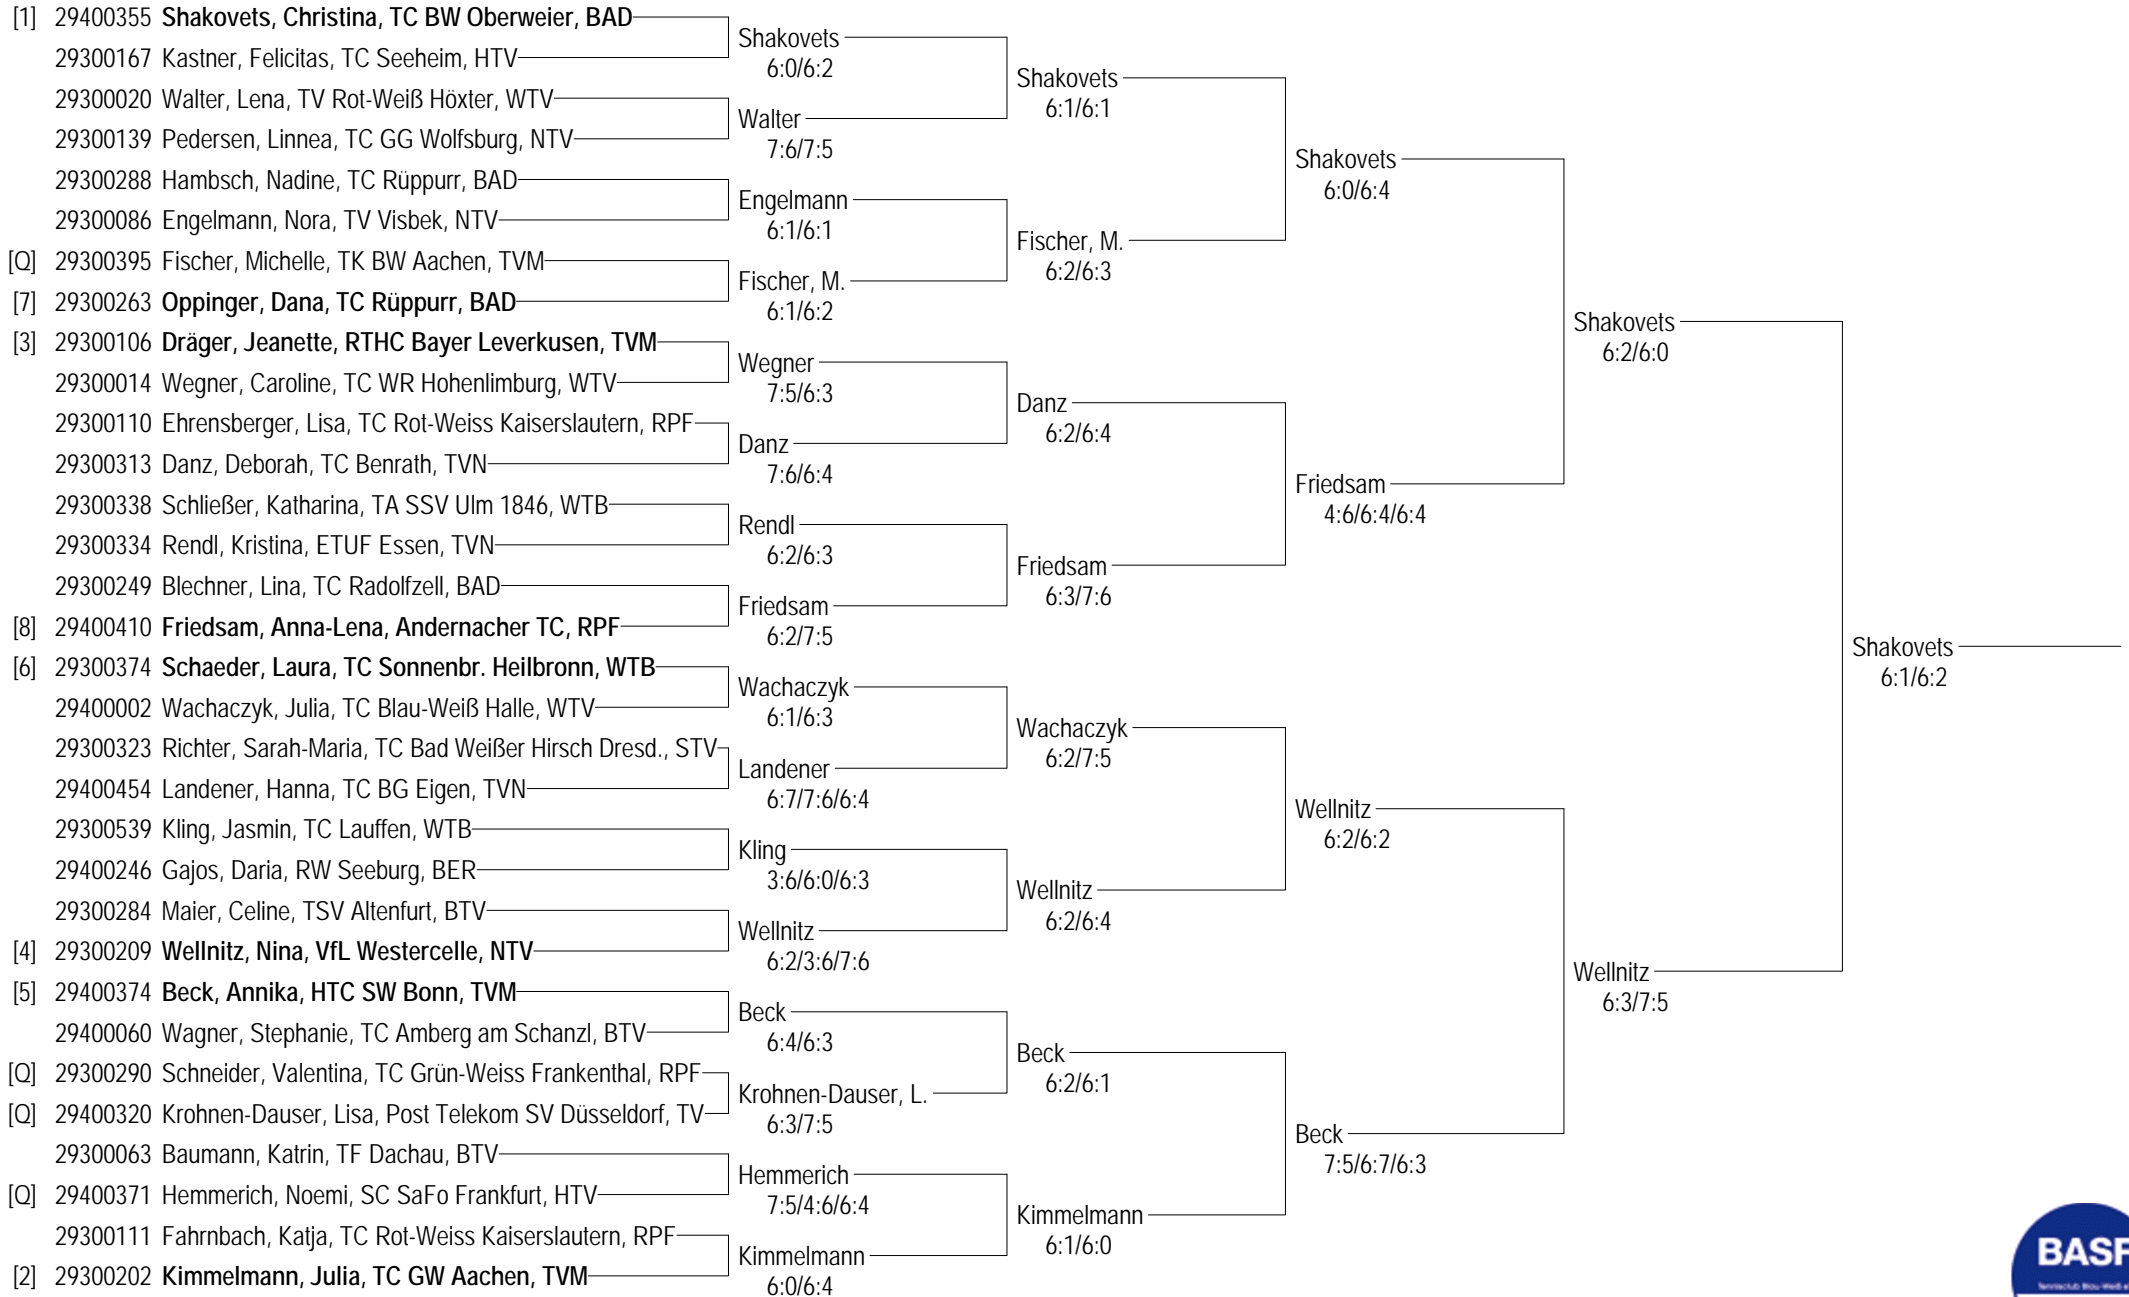 [1] 29400355 Shakovets, Christina, TC BW Oberweier, BAD
29300167 Kastner, Felicitas, TC Seeheim, HTV
29300020 Walter, Lena, TV Rot-Weiß Höxter, WTV
29300139 Pedersen, Linnea, TC GG Wolfsburg, NTV
29300288 Hambsch, Nadine, TC Rüppurr, BAD
29300086 Engelmann, Nora, TV Visbek, NTV
[Q] 29300395 Fischer, Michelle, TK BW Aachen, TVM
[7] 29300263 Oppinger, Dana, TC Rüppurr, BAD
[3] 29300106 Dräger, Jeanette, RTHC Bayer Leverkusen, TVM
29300014 Wegner, Caroline, TC WR Hohenlimburg, WTV
29300110 Ehrensberger, Lisa, TC Rot-Weiss Kaiserslautern, RPF
29300313 Danz, Deborah, TC Benrath, TVN
29300338 Schließer, Katharina, TA SSV Ulm 1846, WTB
29300334 Rendl, Kristina, ETUF Essen, TVN
29300249 Blechner, Lina, TC Radolfzell, BAD
[8] 29400410 Friedsam, Anna-Lena, Andernacher TC, RPF
[6] 29300374 Schaeder, Laura, TC Sonnenbr. Heilbronn, WTB
29400002 Wachaczyk, Julia, TC Blau-Weiß Halle, WTV
29300323 Richter, Sarah-Maria, TC Bad Weißer Hirsch Dresd., STV
29400454 Landener, Hanna, TC BG Eigen, TVN
29300539 Kling, Jasmin, TC Lauffen, WTB
29400246 Gajos, Daria, RW Seeburg, BER
29300284 Maier, Celine, TSV Altenfurt, BTV
[4] 29300209 Wellnitz, Nina, VfL Westercelle, NTV
[5] 29400374 Beck, Annika, HTC SW Bonn, TVM
29400060 Wagner, Stephanie, TC Amberg am Schanzl, BTV
[Q] 29300290 Schneider, Valentina, TC Grün-Weiss Frankenthal, RPF
[Q] 29400320 Krohnen-Dauser, Lisa, Post Telekom SV Düsseldorf, TV
29300063 Baumann, Katrin, TF Dachau, BTV
[Q] 29400371 Hemmerich, Noemi, SC SaFo Frankfurt, HTV
29300111 Fahrnbach, Katja, TC Rot-Weiss Kaiserslautern, RPF
[2] 29300202 Kimmelmann, Julia, TC GW Aachen, TVM
Shakovets
6:0/6:2
Walter
7:6/7:5
Engelmann
6:1/6:1
Fischer, M.
6:1/6:2
Wegner
7:5/6:3
Danz
7:6/6:4
Rendl
6:2/6:3
Friedsam
6:2/7:5
Wachaczyk
6:1/6:3
Landener
6:7/7:6/6:4
Kling
3:6/6:0/6:3
Wellnitz
6:2/3:6/7:6
Beck
6:4/6:3
Krohnen-Dauser, L.
6:3/7:5
Hemmerich
7:5/4:6/6:4
Kimmelmann
6:0/6:4
Shakovets
6:1/6:1
Fischer, M.
6:2/6:3
Danz
6:2/6:4
Friedsam
6:3/7:6
Wachaczyk
6:2/7:5
Wellnitz
6:2/6:4
Beck
6:2/6:1
Kimmelmann
6:1/6:0
Shakovets
6:0/6:4
Friedsam
4:6/6:4/6:4
Wellnitz
6:2/6:2
Beck
7:5/6:7/6:3
Shakovets
6:2/6:0
Wellnitz
6:3/7:5
Shakovets
6:1/6:2
BASF